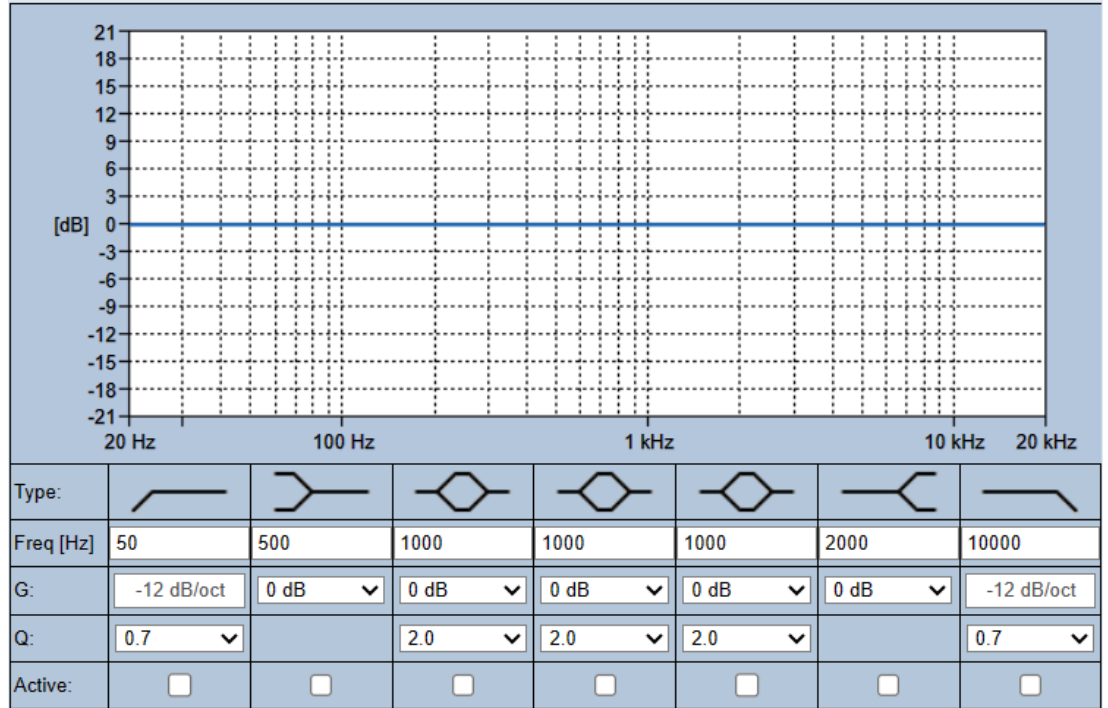 21
18
15
12
9
6
3
[dB] 0
-3
-6
-9
-12
-15
-18
-21
20 Hz 100 Hz 1 kHz 10 kHz 20 kHz
Type:
Freq [Hz] 50 500 1000 1000 1000 2000 10000
G: -12 dB/oct 0 dB 0 dB 0 dB 0 dB 0 dB -12 dB/oct
Q: 0.7 2.0 2.0 2.0 0.7
Active: